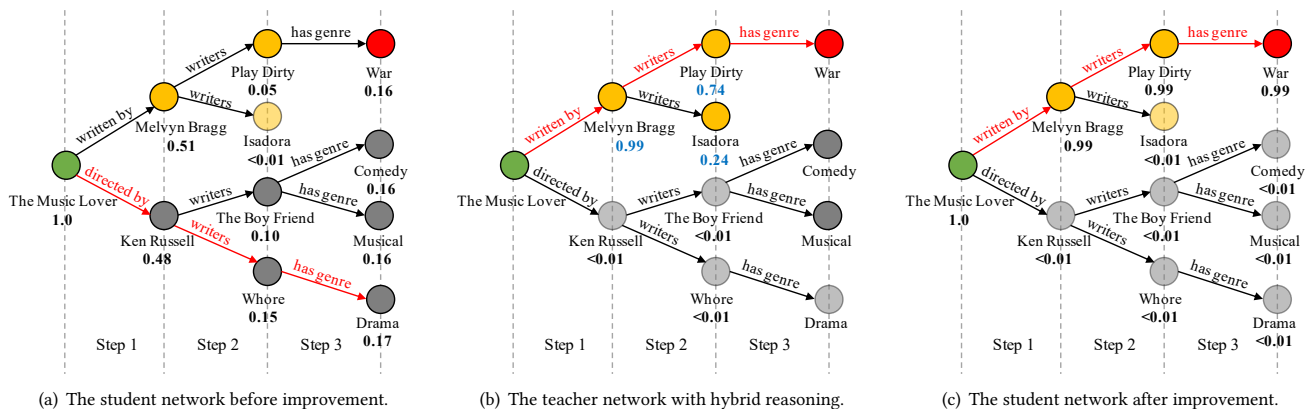 writers
has genre
Play Dirty
0.05
War
0.16
written by
writers
Melvyn Bragg
0.51
Isadora
<0.01
has genre
Comedy
0.16
The Music Lover
1.0
directed by
writers
has genre
The Boy Friend
0.10
Musical
0.16
Ken Russell
0.48
writers
has genre
Whore
0.15
Drama
0.17
Step 1
Step 2
Step 3
(a) The student network before improvement.
writers
has genre
Play Dirty
0.74
War
written by
writers
Melvyn Bragg
0.99
Isadora
0.24
has genre
Comedy
The Music Lover
directed by
writers
has genre
The Boy Friend
<0.01
Musical
Ken Russell
<0.01
writers
has genre
Whore
<0.01
Drama
Step 1
Step 2
Step 3
(b) The teacher network with hybrid reasoning.
writers
has genre
Play Dirty
0.99
War
0.99
written by
writers
Melvyn Bragg
0.99
Isadora
<0.01
has genre
Comedy
<0.01
The Music Lover
1.0
directed by
writers
has genre
The Boy Friend
<0.01
Musical
<0.01
Ken Russell
<0.01
writers
has genre
Whore
<0.01
Drama
<0.01
Step 1
Step 2
Step 3
(c) The student network after improvement.